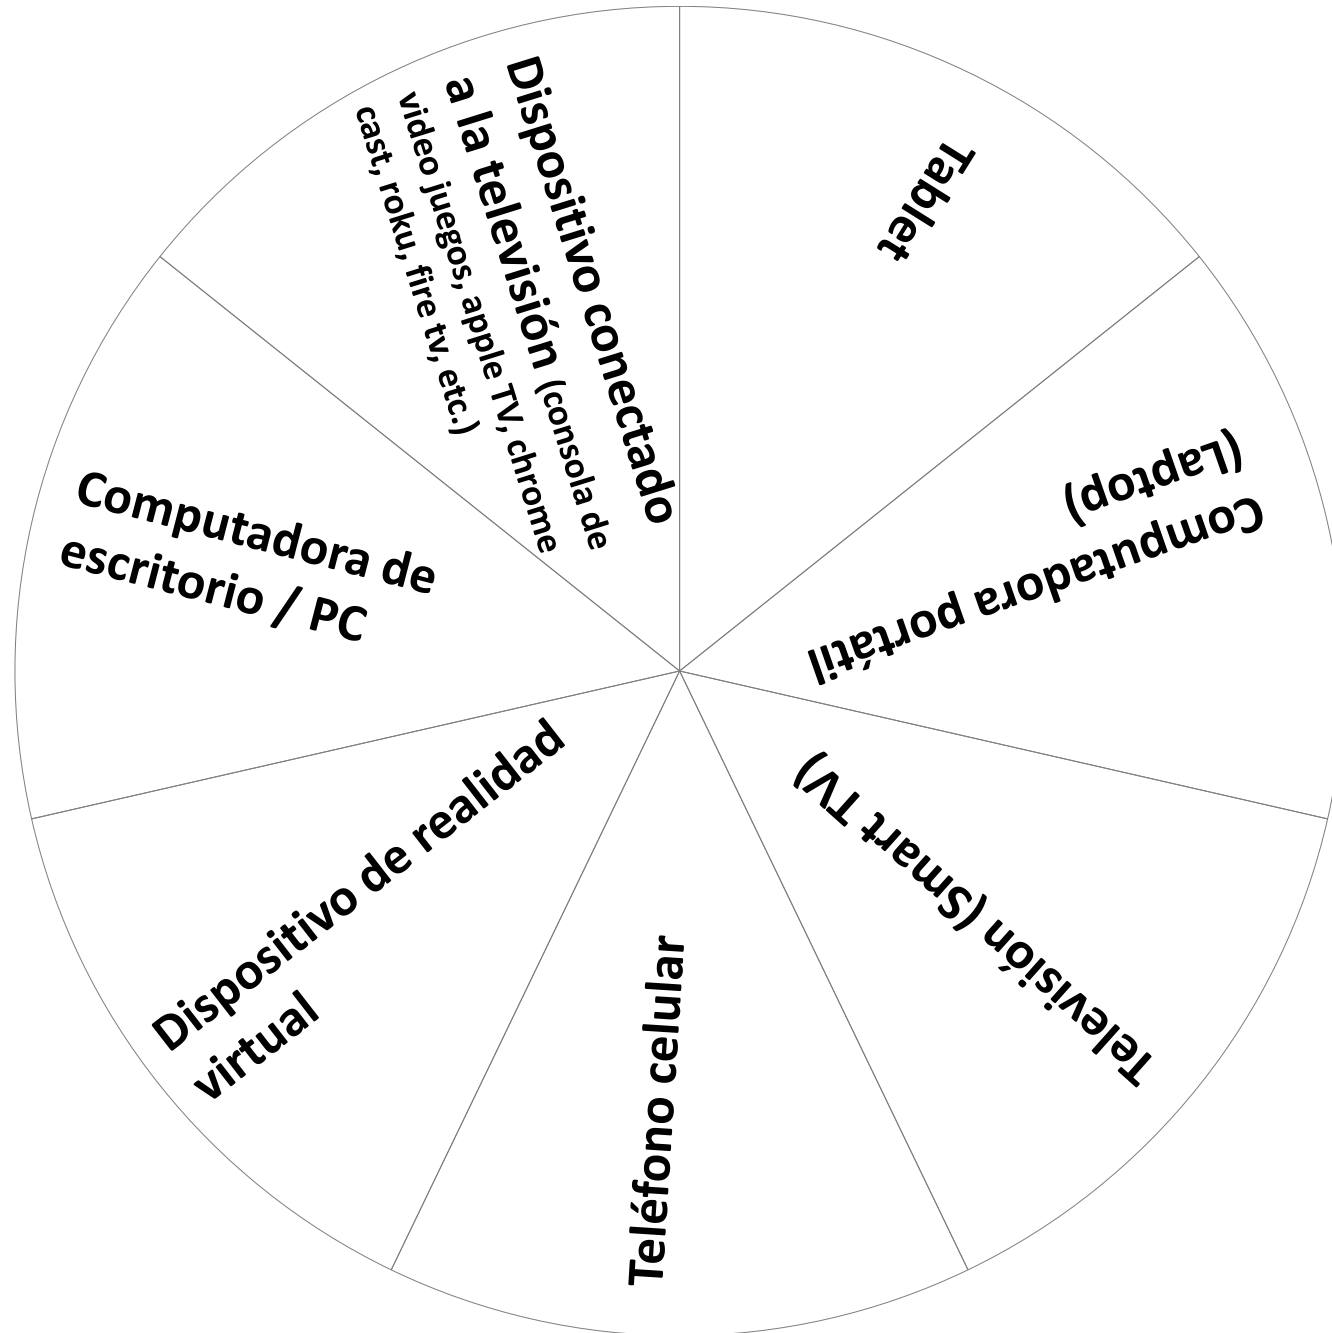 Tablet
Computadora portátil
(Laptop)
Televisión (Smart TV)
Teléfono celular
Dispositivo de realidad
virtual
Computadora de
escritorio / PC
Dispositivo conectado
a la televisión (consola de
video juegos, apple TV, chrome
cast, roku, fire tv, etc.)